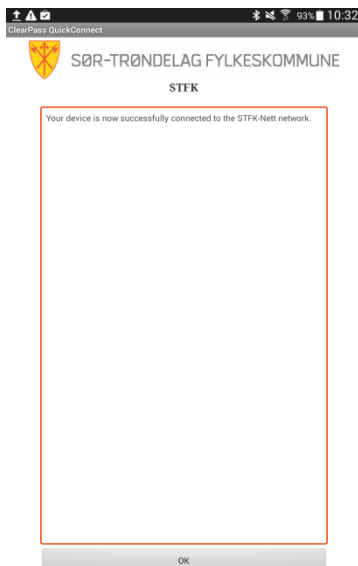 93% 10:32
ClearPass QuickConnect
SØR-TRØNDELAG FYLKESKOMMUNE
STFK
Your device is now successfully connected to the STFK-Nett network.
OK